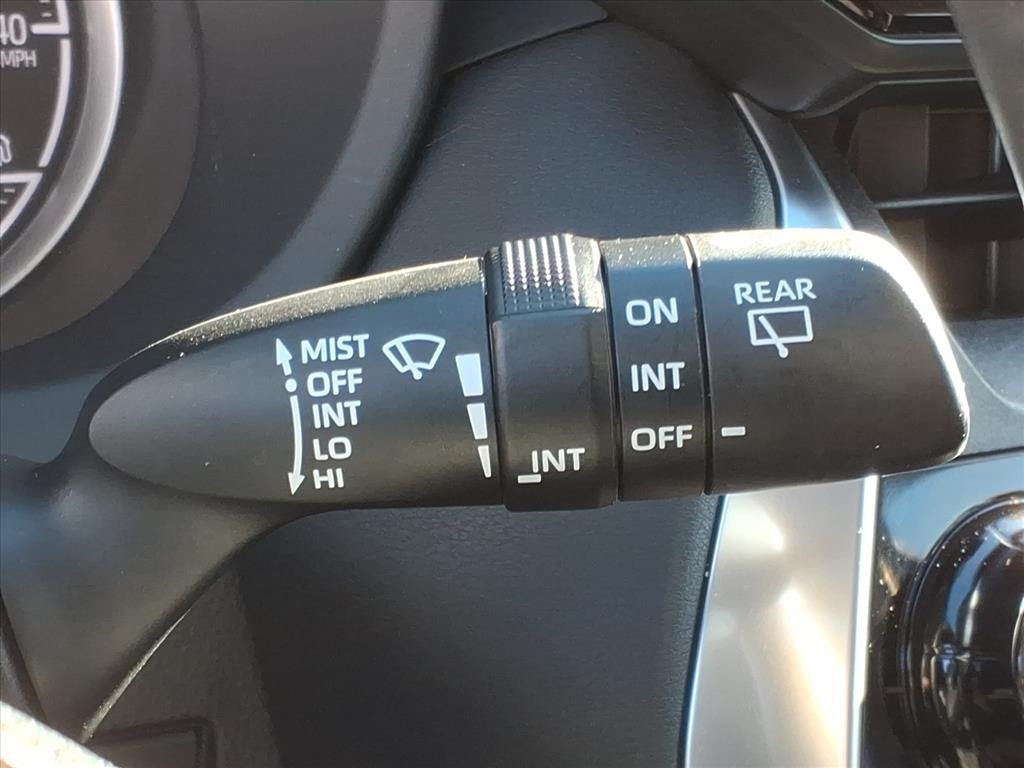 40
MPH
MIST
OFF
INT
LO
HI
INT
ON
INT
OFF
REAR